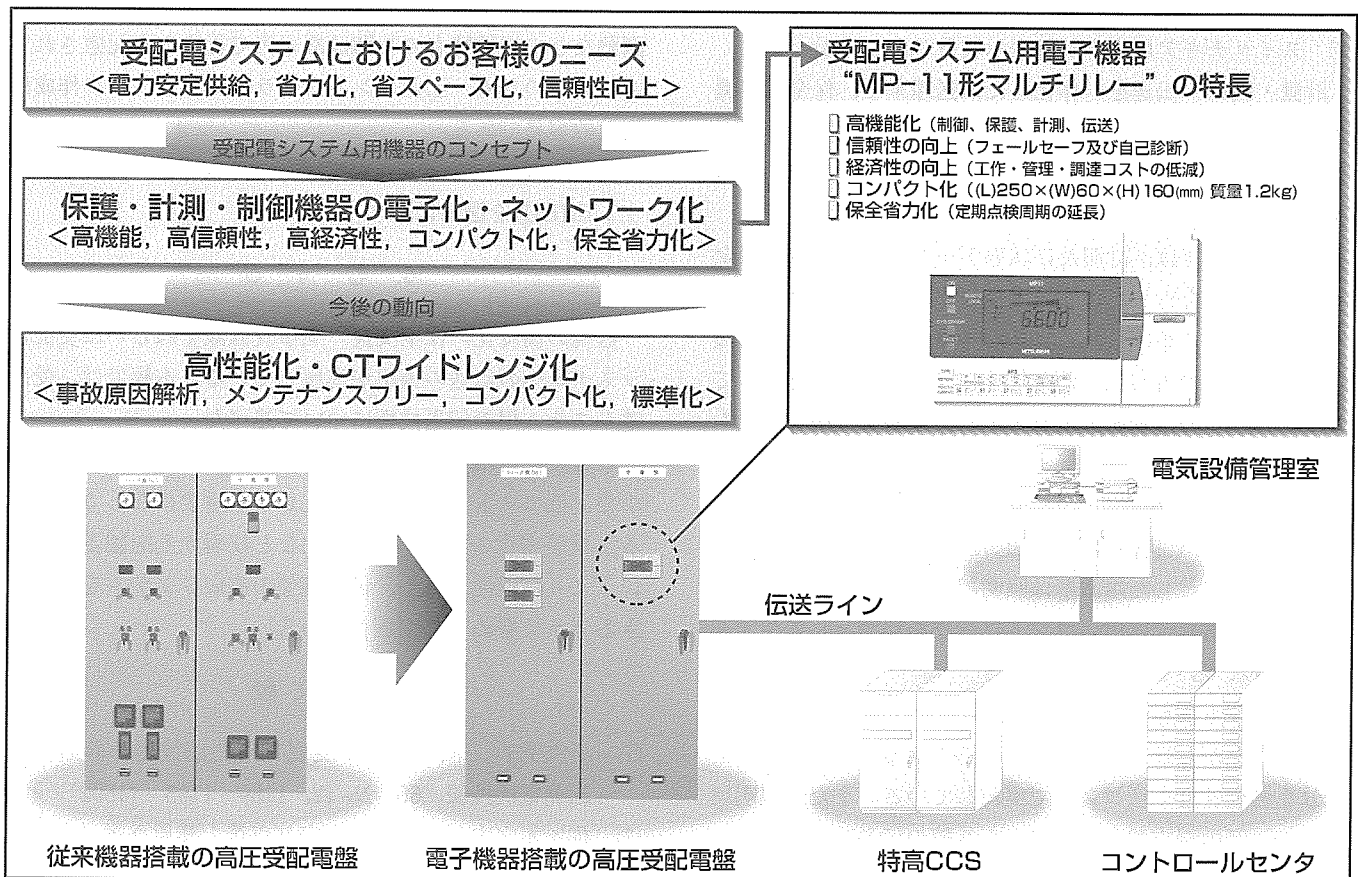 受配電システムにおけるお客様のニーズ
<電力安定供給，省力化，省スペース化，信頼性向上>
受配電システム用機器のコンセプト
保護・計測・制御機器の電子化・ネットワーク化
<高機能，高信頼性，高経済性，コンパクト化，保全省力化>
今後の動向
高性能化・CTワイドレンジ化
<事故原因解析，メンテナンスフリー，コンパクト化，標準化>
受配電システム用電子機器
“MP-11形マルチリレー”の特長
高機能化（制御、保護、計測、伝送）
信頼性の向上（フェールセーフ及び自己診断）
経済性の向上（工作・管理・調達コストの低減）
コンパクト化（(L)250×(W)60×(H)160(mm) 質量1.2kg）
保全省力化（定期点検周期の延長）
MP11
6600
MITSUBISHI
電気設備管理室
伝送ライン
従来機器搭載の高圧受配電盤
電子機器搭載の高圧受配電盤
特高CCS
コントロールセンタ